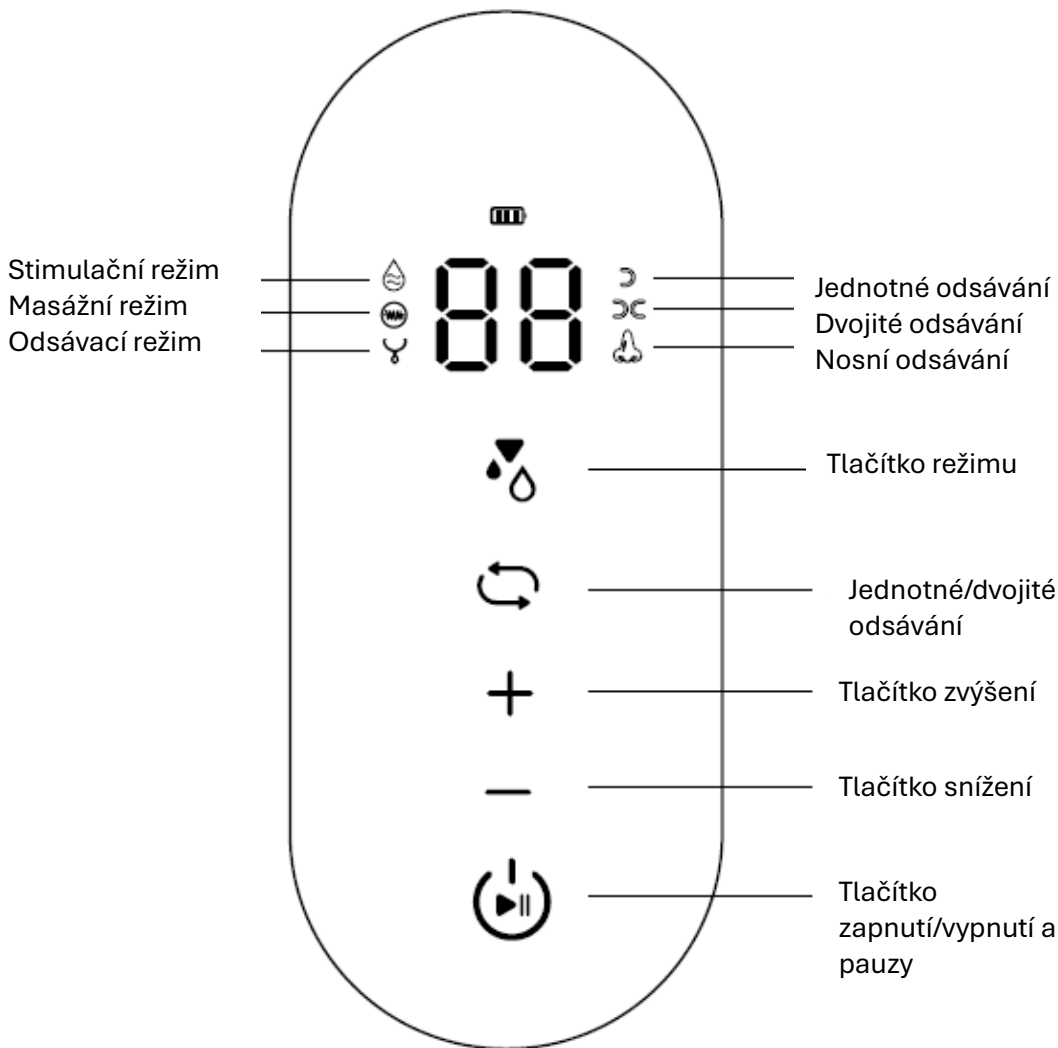 Stimulační režim
Masážní režim
Odsávací režim
88
Jednotné odsávání
Dvojité odsávání
Nosní odsávání
Tlačítko režimu
Jednotné/dvojité
odsávání
Tlačítko zvýšení
Tlačítko snížení
Tlačítko
zapnutí/vypnutí a
pauzy